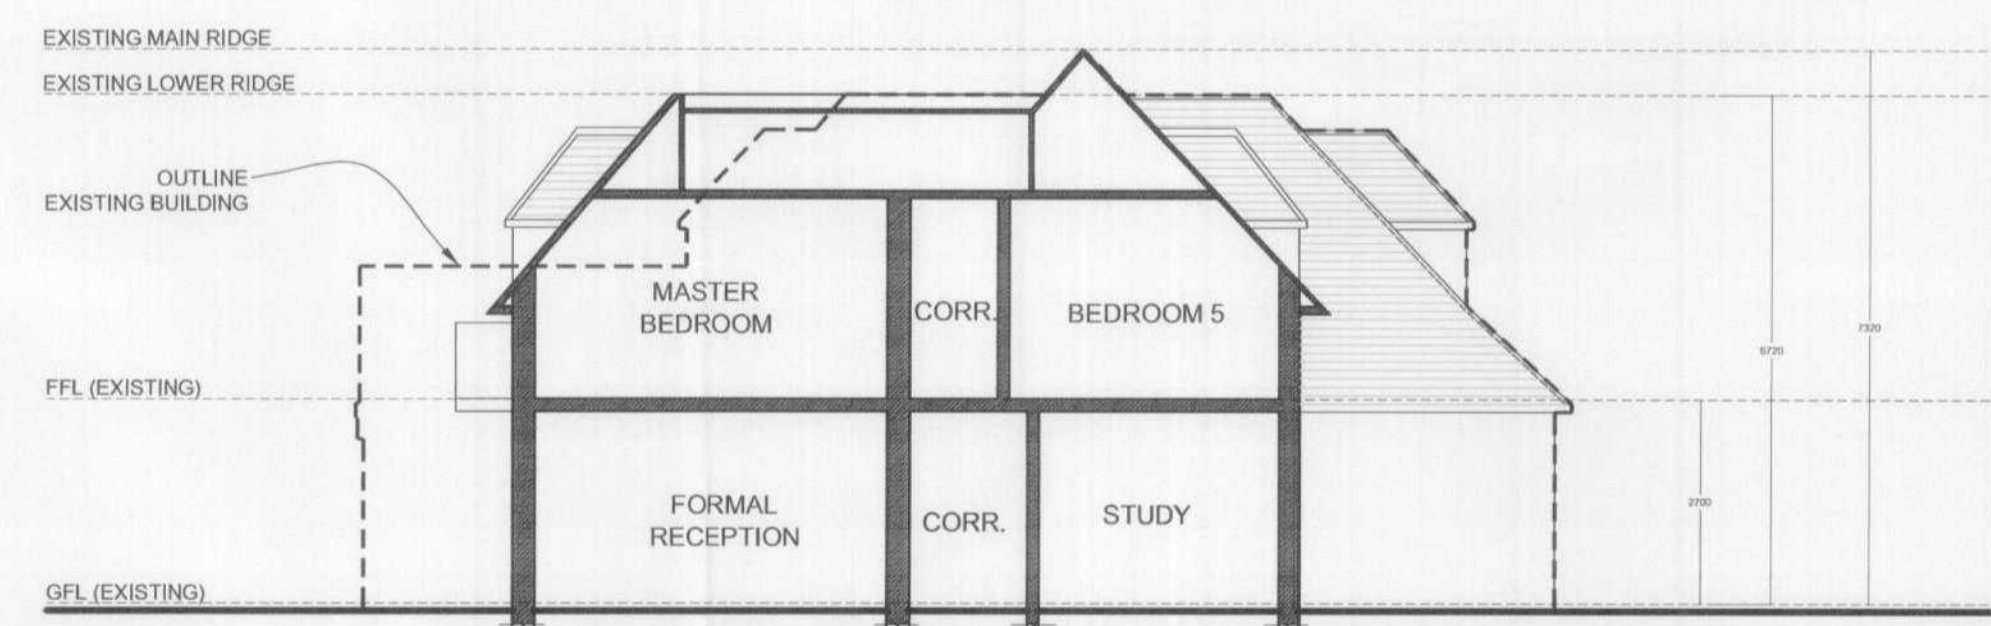 EXISTING MAIN RIDGE
EXISTING LOWER RIDGE
OUTLINE
EXISTING BUILDING
MASTER
BEDROOM
CORR.
BEDROOM 5
7320
6720
FFL (EXISTING)
FORMAL
RECEPTION
CORR.
STUDY
2700
GFL (EXISTING)